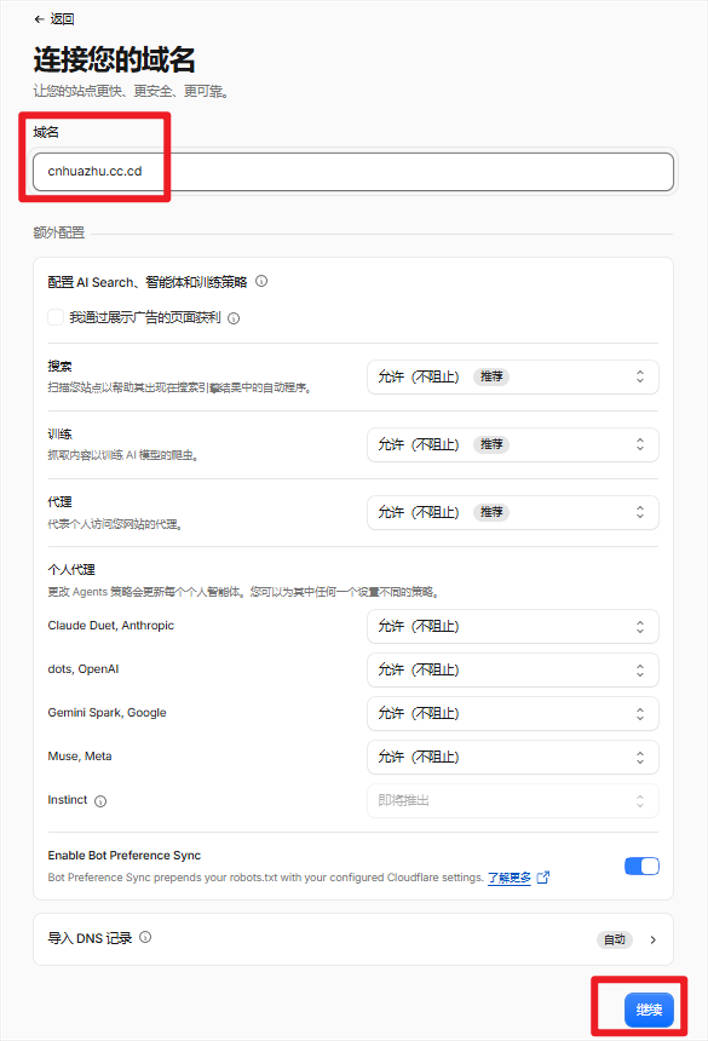 ← 返回
连接您的域名
让您的站点更快、更安全、更可靠。
域名
cnhuazhu.cc.cd
额外配置
配置 AI Search、智能体和训练策略
我通过展示广告的页面获利
搜索
允许（不阻止） 推荐
扫描您站点以帮助其出现在搜索引擎结果中的自动程序。
训练
允许（不阻止） 推荐
抓取内容以训练 AI 模型的爬虫。
代理
允许（不阻止） 推荐
代表个人访问您网站的代理。
个人代理
更改 Agents 策略会更新每个个人智能体。您可以为其中任何一个设置不同的策略。
Claude Duet, Anthropic 允许（不阻止）
dots, OpenAI 允许（不阻止）
Gemini Spark, Google 允许（不阻止）
Muse, Meta 允许（不阻止）
Instinct 即将推出
Enable Bot Preference Sync
Bot Preference Sync prepends your robots.txt with your configured Cloudflare settings. 了解更多
导入 DNS 记录 自动
继续